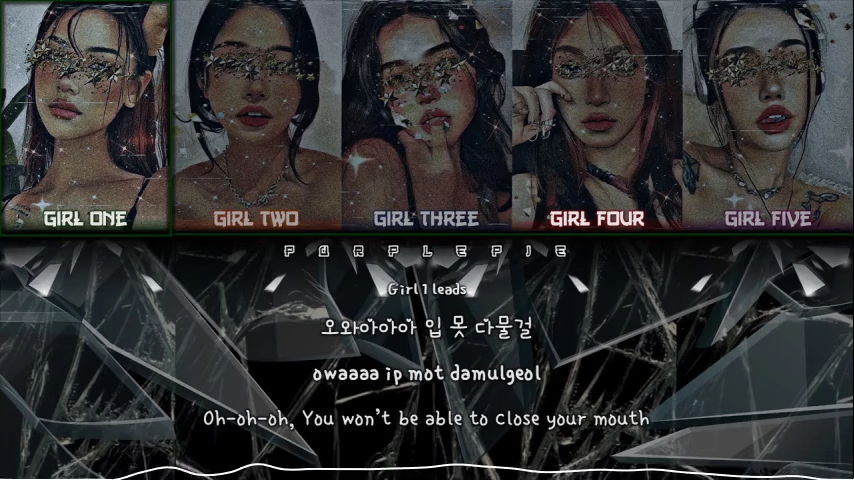 GIRL ONE GIRL TWO GIRL THREE GIRL FOUR GIRL FIVE
PURPLEPIE
Girl 1 leads
오와아아아 입 못 다물걸
owaaaa ip mot damulgeol
Oh-oh-oh, You won't be able to close your mouth